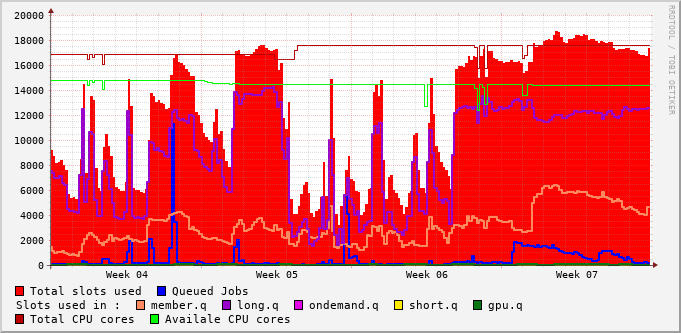 20000
18000
16000
14000
12000
10000
8000
6000
4000
2000
0
Week 04 Week 05 Week 06 Week 07
Total slots used Queued Jobs
Slots used in : member.q long.q ondemand.q short.q gpu.q
Total CPU cores Availale CPU cores
RRDTOOL / TOBI OETIKER